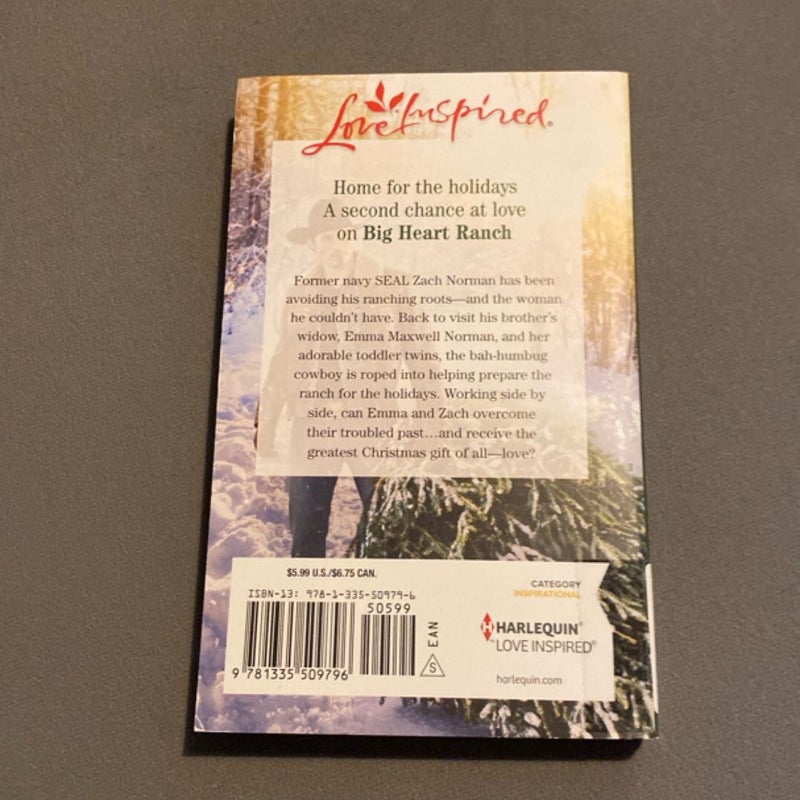 Love Inspired®
Home for the holidays
A second chance at love
on Big Heart Ranch
Former navy SEAL Zach Norman has been
avoiding his ranching roots—and the woman
he couldn't have. Back to visit his brother's
widow, Emma Maxwell Norman, and her
adorable toddler twins, the bah-humbug
cowboy is roped into helping prepare the
ranch for the holidays. Working side by
side, can Emma and Zach overcome
their troubled past...and receive the
greatest Christmas gift of all—love?
$5.99 U.S./$6.75 CAN.
ISBN-13: 978-1-335-50979-6
50599
EAN
S
9 781335 509796
CATEGORY
INSPIRATIONAL
HARLEQUIN®
™LOVE INSPIRED®
harlequin.com